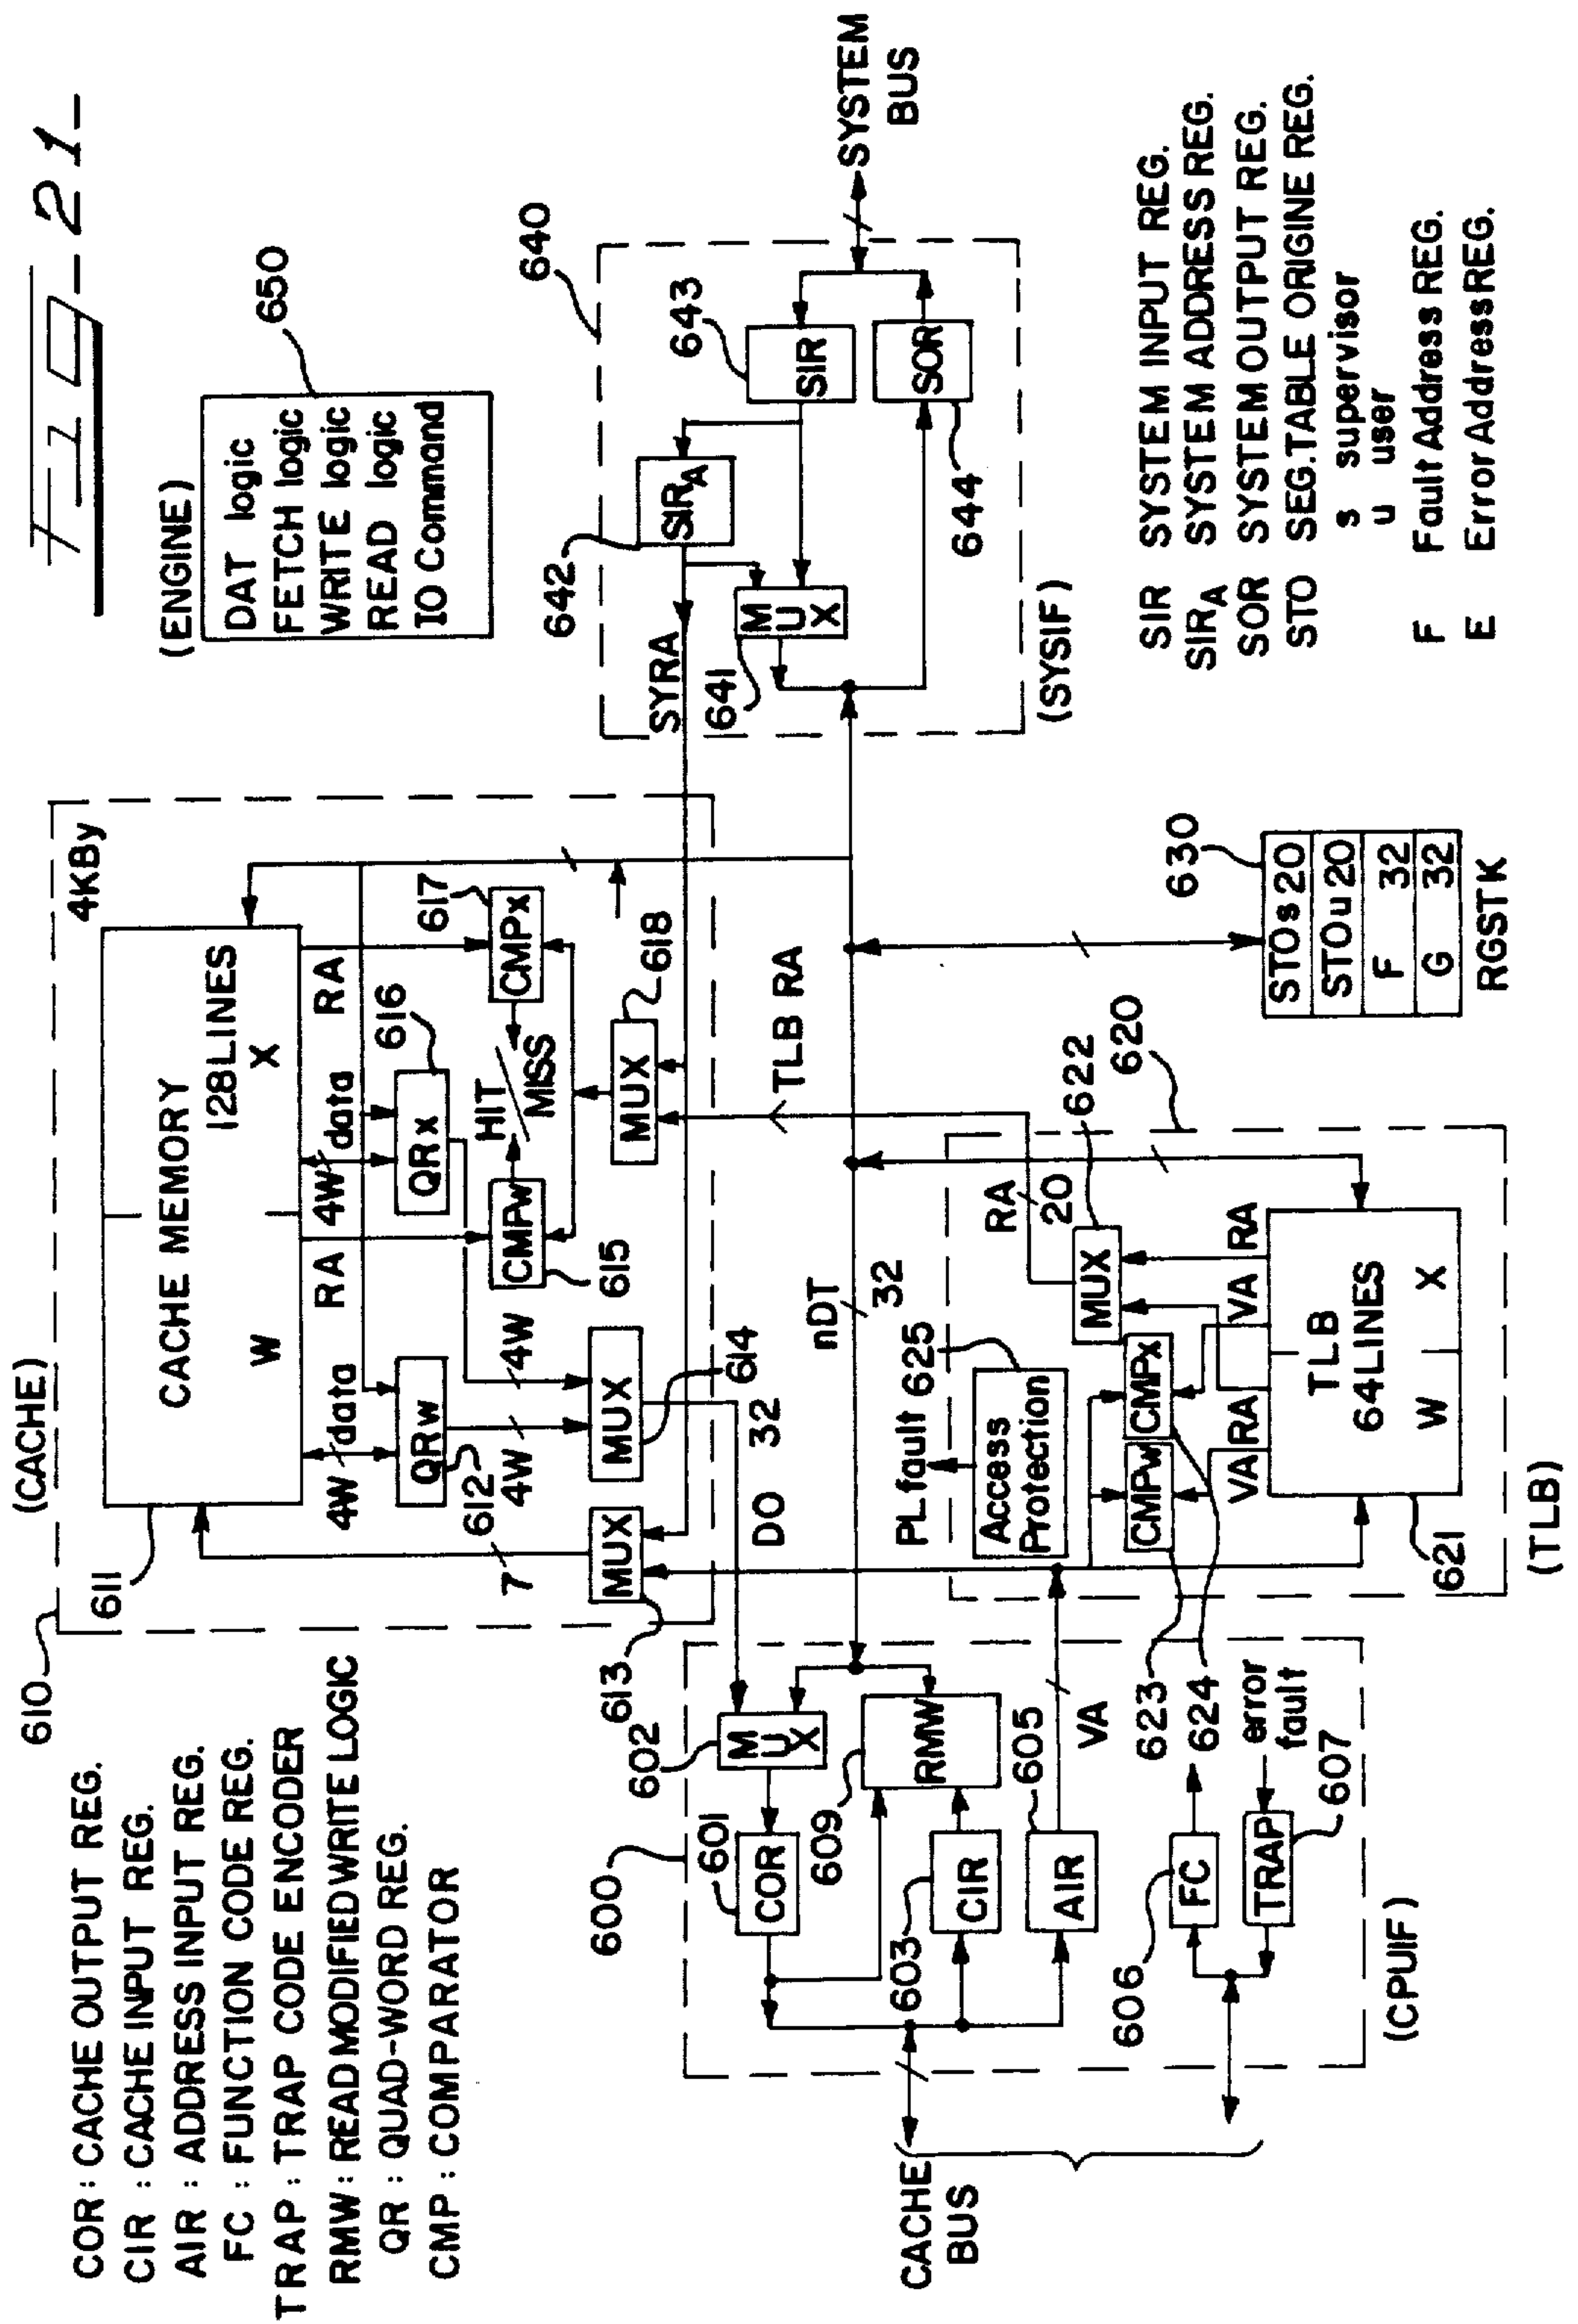 FIG-21-
COR : CACHE OUTPUT REG.
CIR : CACHE INPUT REG.
AIR : ADDRESS INPUT REG.
FC : FUNCTION CODE REG.
TRAP : TRAP CODE ENCODER
RMW : READ MODIFIED WRITE LOGIC
QR : QUAD-WORD REG.
CMP : COMPARATOR
610
(CACHE)
611
CACHE MEMORY
4KBy
128LINES
W
X
4W
data
RA
4W
data
RA
QRw
612
QRx
616
CMPw
615
CMPx
617
HIT
MISS
4W
4W
7
MUX
613
MUX
614
MUX
618
(ENGINE)
650
DAT logic
FETCH logic
WRITE logic
READ logic
IO Command
640
SYRA
642
SIRA
643
SIR
641
MUX
SOR
644
(SYSIF)
SYSTEM
BUS
600
602
MUX
601
COR
609
RMW
603
CIR
605
AIR
VA
606
FC
TRAP
607
error
fault
(CPUIF)
CACHE
BUS
DO 32
nDT
32
TLB RA
RA
20
PL fault
625
Access
Protection
623
624
CMPw
CMPx
MUX
622
620
VA
RA
VA
RA
TLB
64LINES
W
X
621
(TLB)
630
STOs20
STOu20
F 32
G 32
RGSTK
SIR SYSTEM INPUT REG.
SIRA SYSTEM ADDRESS REG.
SOR SYSTEM OUTPUT REG.
STO SEG.TABLE ORIGINE REG.
s supervisor
u user
F Fault Address REG.
E Error Address REG.